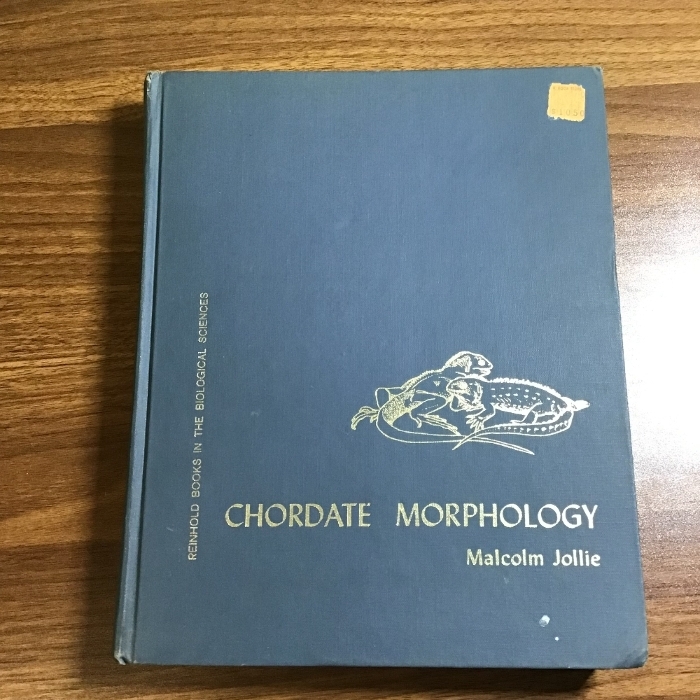 REINHOLD BOOKS IN THE BIOLOGICAL SCIENCES
CHORDATE MORPHOLOGY
Malcolm Jollie